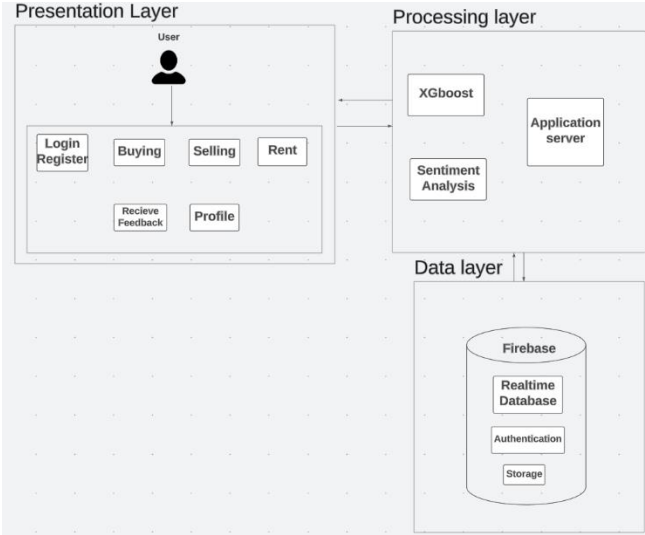 Presentation Layer
User
Login
Register
Buying
Selling
Rent
Recieve
Feedback
Profile
Processing layer
XGboost
Application
server
Sentiment
Analysis
Data layer
Firebase
Realtime
Database
Authentication
Storage